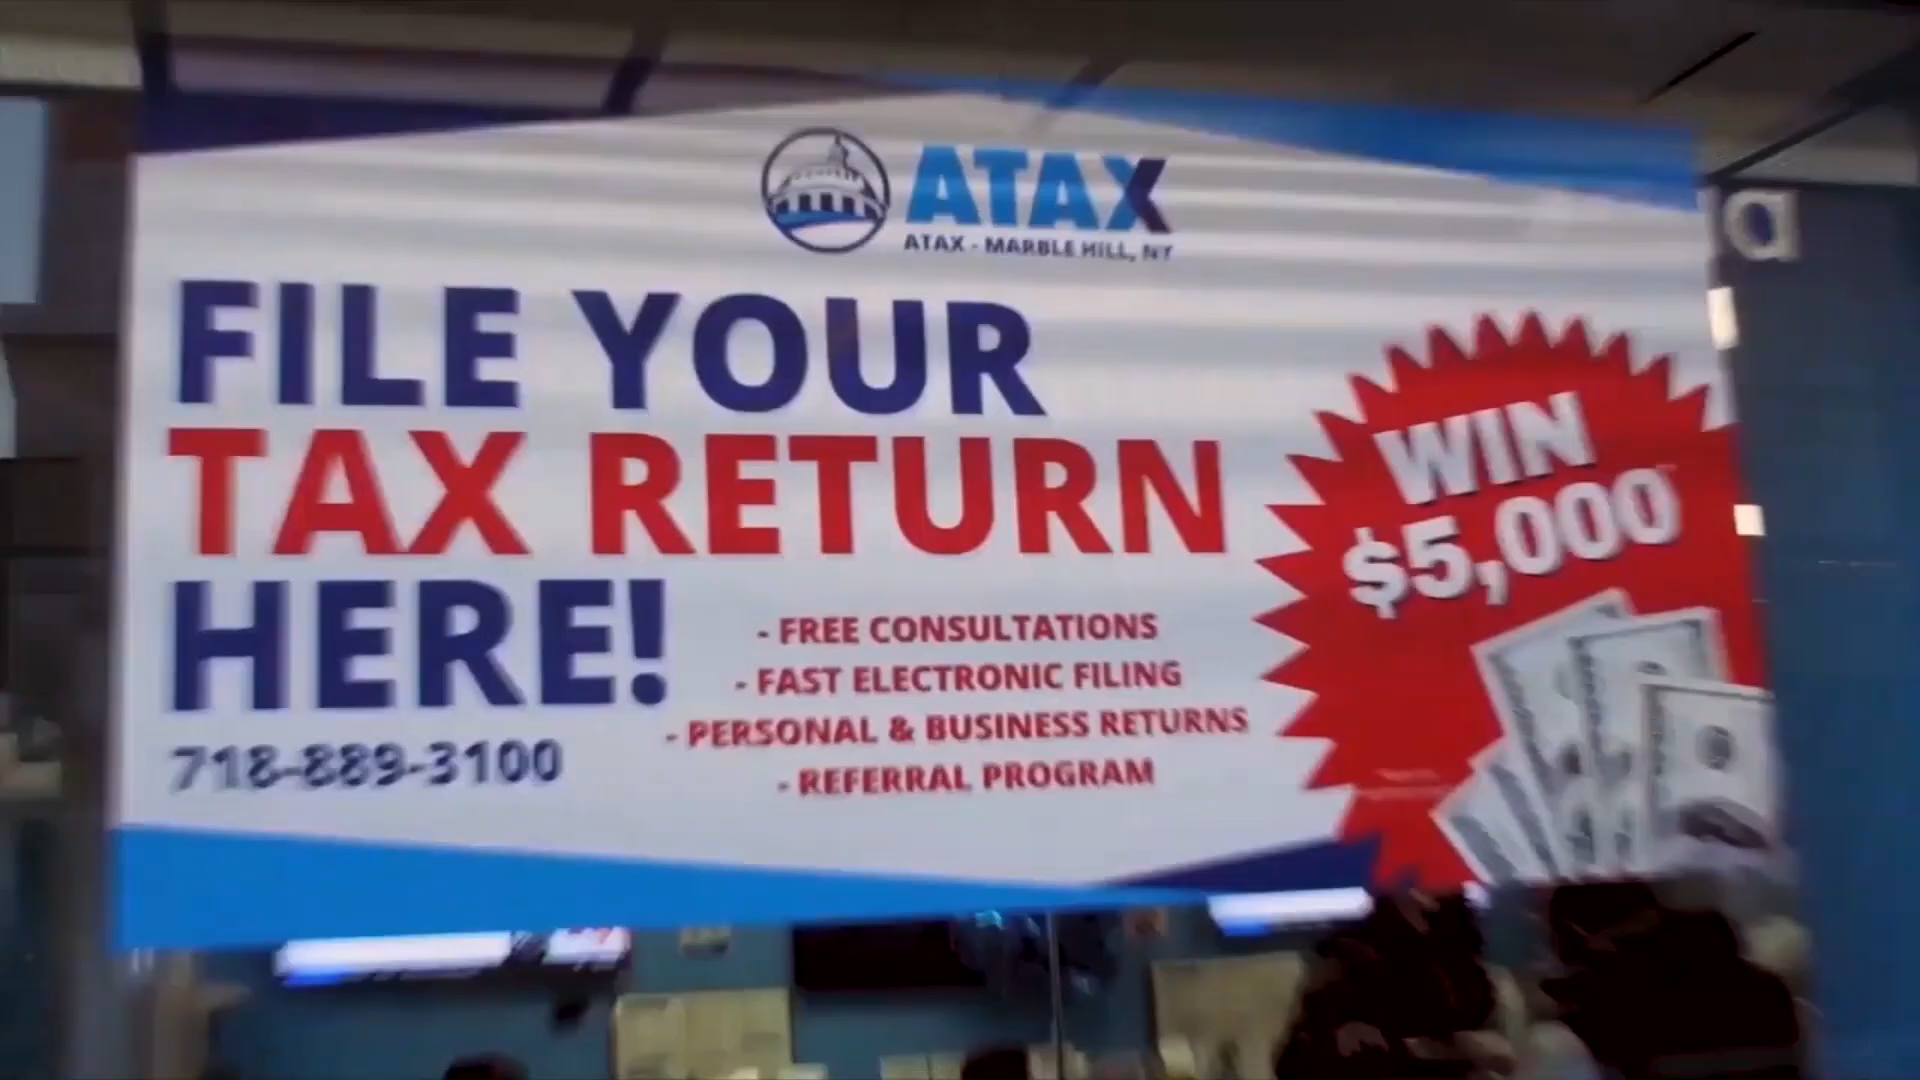 ATAX
ATAX - MARBLE HILL, NY
FILE YOUR
TAX RETURN
HERE!
718-889-3100
- FREE CONSULTATIONS
- FAST ELECTRONIC FILING
- PERSONAL & BUSINESS RETURNS
- REFERRAL PROGRAM
WIN
$5,000
a